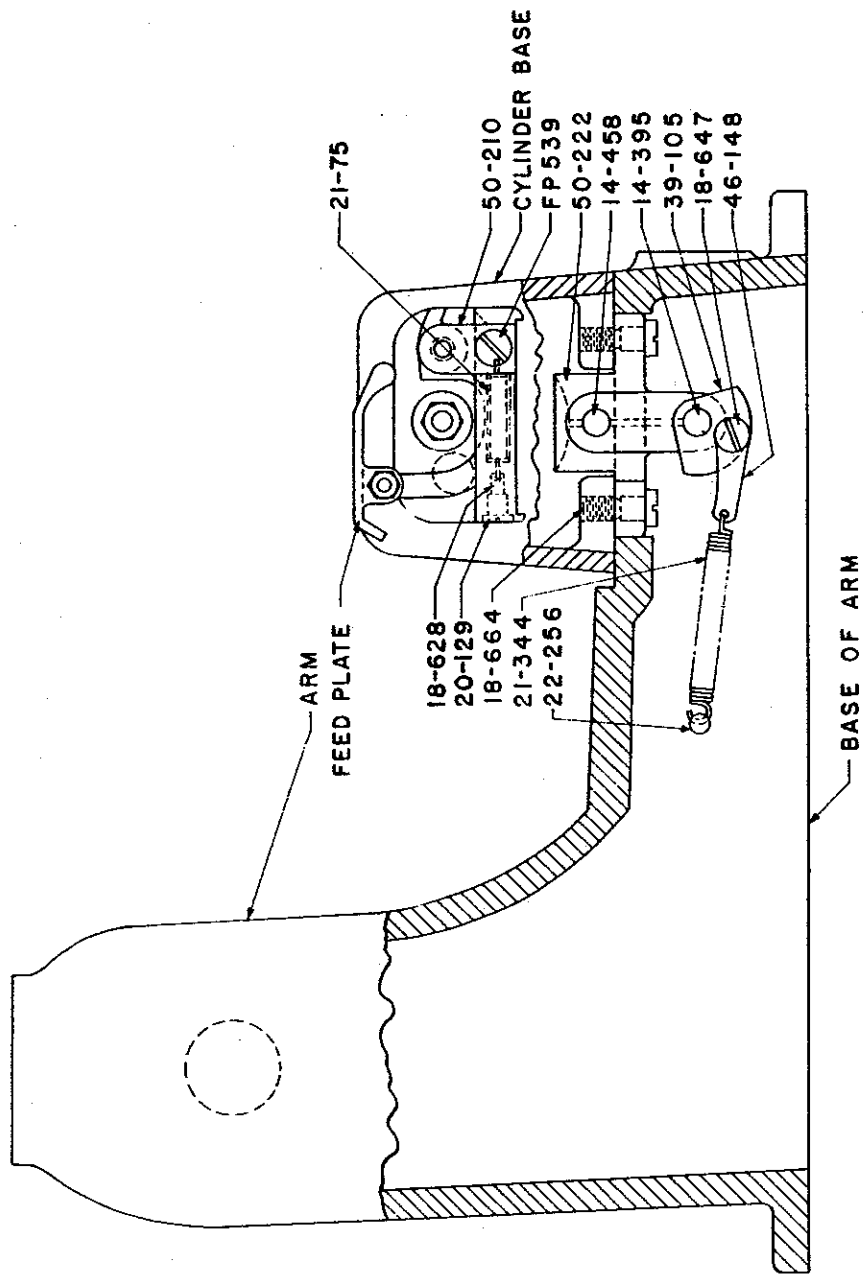 21-75
50-210
CYLINDER BASE
FP539
50-222
14-458
14-395
39-105
18-647
46-148
ARM
FEED PLATE
18-628
20-129
18-664
21-344
22-256
BASE OF ARM